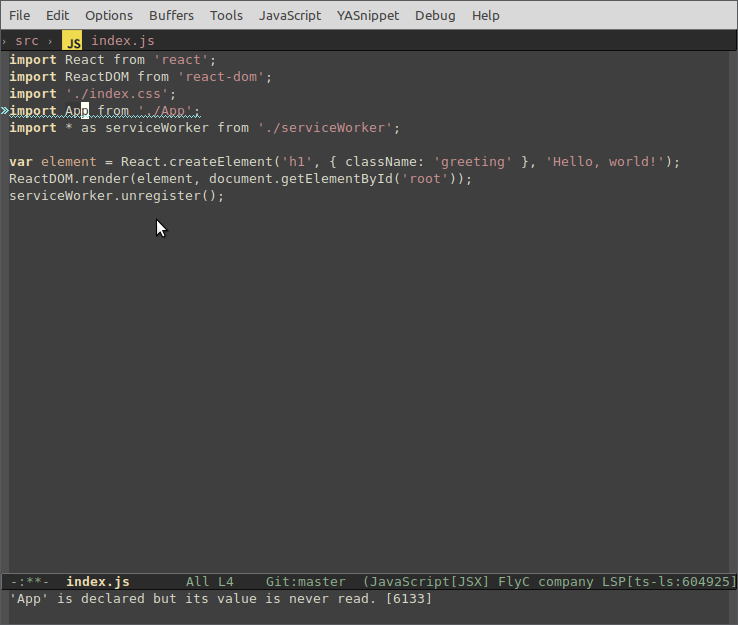 File Edit Options Buffers Tools JavaScript YASnippet Debug Help
› src › JS index.js
import React from 'react';
import ReactDOM from 'react-dom';
import './index.css';
»import App from './App';
import * as serviceWorker from './serviceWorker';
var element = React.createElement('h1', { className: 'greeting' }, 'Hello, world!');
ReactDOM.render(element, document.getElementById('root'));
serviceWorker.unregister();
-:**- index.js All L4 Git:master (JavaScript[JSX] FlyC company LSP[ts-ls:604925]
'App' is declared but its value is never read. [6133]